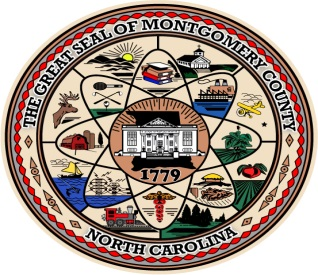 THE GREAT SEAL OF MONTGOMERY COUNTY
1779
NORTH CAROLINA